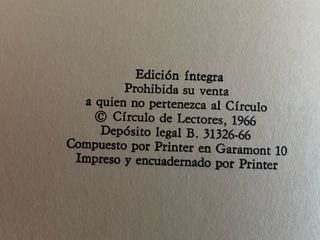 Edición íntegra
Prohibida su venta
a quien no pertenezca al Círculo
© Círculo de Lectores, 1966
Depósito legal B. 31326-66
Compuesto por Printer en Garamont 10
Impreso y encuadernado por Printer